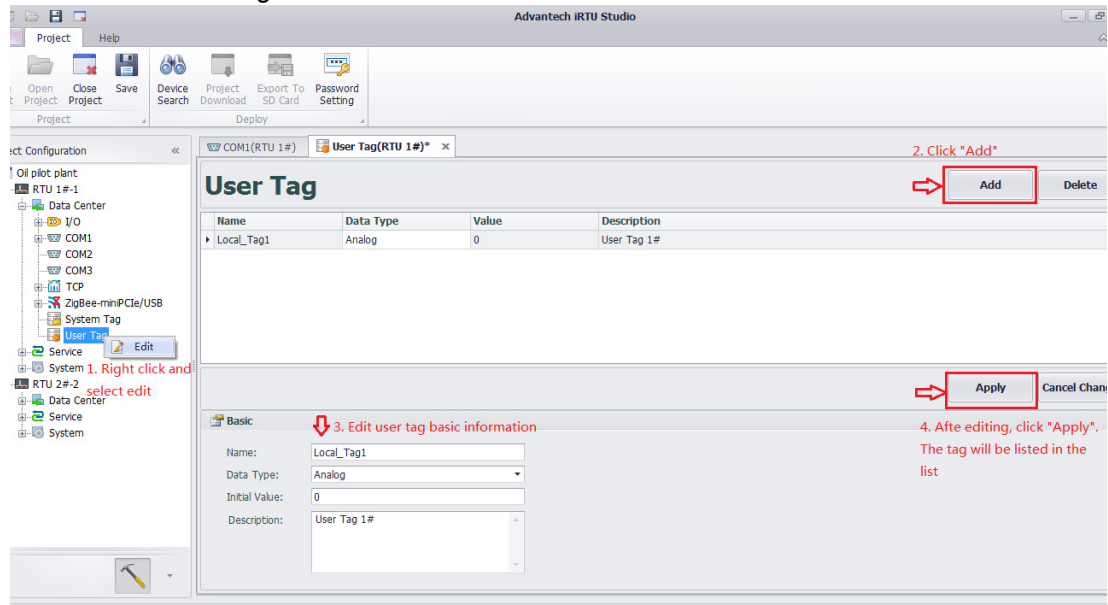 Advantech iRTU Studio
Project Help
Open Project
Close Project
Save
Device Search
Project Download
Export To SD Card
Password Setting
Project
Deploy
ect Configuration
COM1(RTU 1#)
User Tag(RTU 1#)*
2. Click "Add"
Oil pilot plant
RTU 1#-1
Data Center
I/O
COM1
COM2
COM3
TCP
ZigBee-miniPCIe/USB
System Tag
User Tag
Edit
Service
System
1. Right click and
select edit
RTU 2#-2
Data Center
Service
System
User Tag
Add
Delete
Name Data Type Value Description
Local_Tag1 Analog 0 User Tag 1#
Apply
Cancel Chan
Basic
3. Edit user tag basic information
4. Afte editing, click "Apply".
The tag will be listed in the
list
Name: Local_Tag1
Data Type: Analog
Initial Value: 0
Description: User Tag 1#